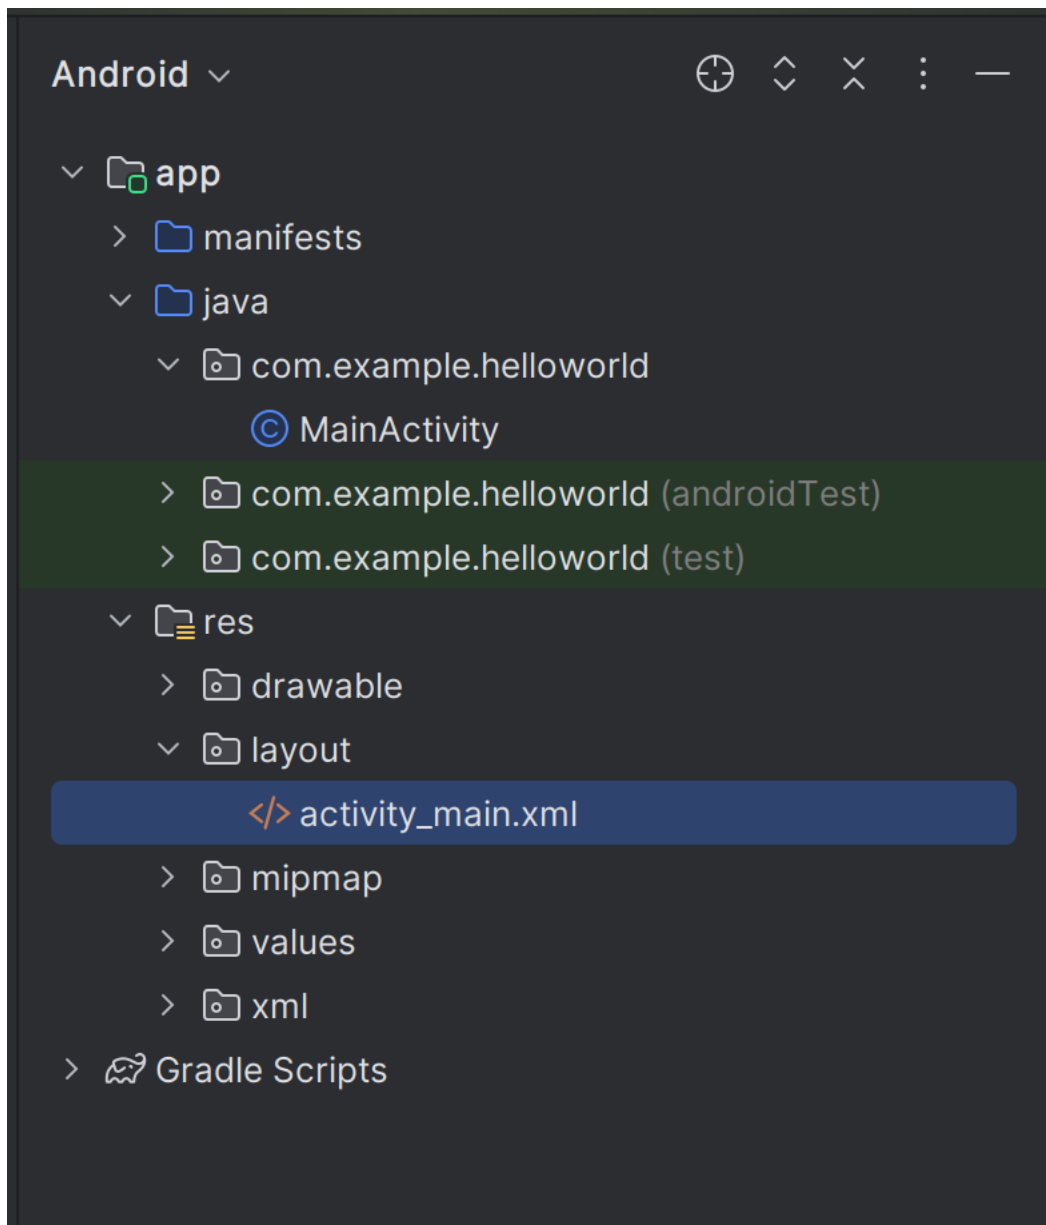 Android
app
manifests
java
com.example.helloworld
MainActivity
com.example.helloworld (androidTest)
com.example.helloworld (test)
res
drawable
layout
activity_main.xml
mipmap
values
xml
Gradle Scripts